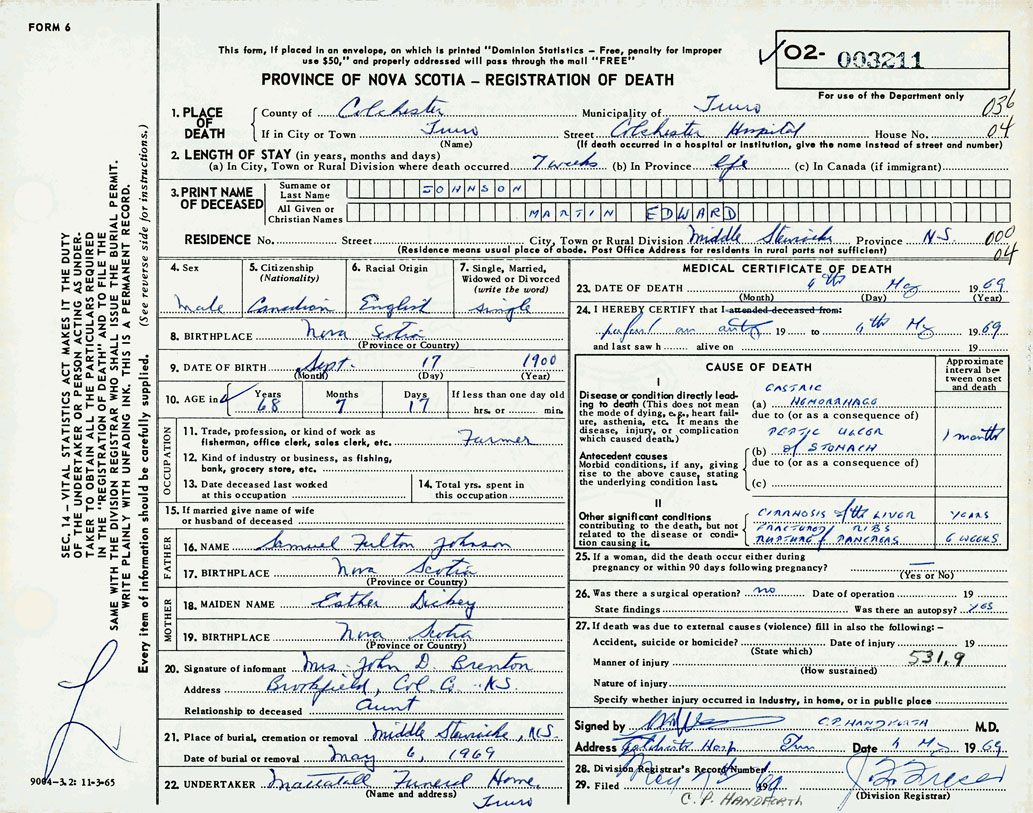 FORM 6
This form, if placed in an envelope, on which is printed "Dominion Statistics – Free, penalty for improper
use $50," and properly addressed will pass through the mail "FREE"
PROVINCE OF NOVA SCOTIA – REGISTRATION OF DEATH
✓ O2- 003211
For use of the Department only
036
04
1. PLACE OF DEATH
County of Colchester Municipality of Truro
If in City or Town Truro Street Colchester Hospital House No.
(Name) (If death occurred in a hospital or institution, give the name instead of street and number)
2. LENGTH OF STAY (in years, months and days)
(a) In City, Town or Rural Division where death occurred 7 weeks (b) In Province life (c) In Canada (if immigrant)
3. PRINT NAME OF DECEASED
Surname or Last Name JOHNSON
All Given or Christian Names MARTIN EDWARD
RESIDENCE No. Street City, Town or Rural Division Middle Stewiacke Province N.S. 000
(Residence means usual place of abode. Post Office Address for residents in rural parts not sufficient) 04
4. Sex
male
5. Citizenship
(Nationality)
Canadian
6. Racial Origin
English
7. Single, Married,
Widowed or Divorced
(write the word)
single
8. BIRTHPLACE Nova Scotia
(Province or Country)
9. DATE OF BIRTH Sept. 17 1900
(Month) (Day) (Year)
10. AGE in ✓ Years Months Days If less than one day old
68 7 17 hrs. or min.
OCCUPATION
11. Trade, profession, or kind of work as
fisherman, office clerk, sales clerk, etc. Farmer
12. Kind of industry or business, as fishing,
bank, grocery store, etc.
13. Date deceased last worked
at this occupation
14. Total yrs. spent in
this occupation
15. If married give name of wife
or husband of deceased
FATHER
16. NAME Samuel Fulton Johnson
17. BIRTHPLACE Nova Scotia
(Province or Country)
MOTHER
18. MAIDEN NAME Esther Dickey
19. BIRTHPLACE Nova Scotia
(Province or Country)
20. Signature of informant Mrs. John D. Brenton
Address Brookfield, Col. Co. N.S.
Relationship to deceased aunt
21. Place of burial, cremation or removal Middle Stewiacke, N.S.
Date of burial or removal May 6, 1969
22. UNDERTAKER Mattatall Funeral Home
(Name and address) Truro
MEDICAL CERTIFICATE OF DEATH
23. DATE OF DEATH 4th May 1969
(Month) (Day) (Year)
24. I HEREBY CERTIFY that I attended deceased from:
19 to 4th May 1969
and last saw h alive on 19
CAUSE OF DEATH
Approximate
interval be-
tween onset
and death
I
Disease or condition directly lead-
ing to death (This does not mean
the mode of dying, e.g., heart fail-
ure, asthenia, etc. It means the
disease, injury, or complication
which caused death.)
GASTRIC
(a) HEMORRHAGE
due to (or as a consequence of)
Antecedent causes
Morbid conditions, if any, giving
rise to the above cause, stating
the underlying condition last.
PEPTIC ULCER
(b) of STOMACH 1 month
due to (or as a consequence of)
(c)
II
Other significant conditions
contributing to the death, but not
related to the disease or condi-
tion causing it.
CIRRHOSIS of the LIVER YEARS
FRACTURED RIBS
RUPTURED PANCREAS 6 WEEKS
25. If a woman, did the death occur either during
pregnancy or within 90 days following pregnancy? —
(Yes or No)
26. Was there a surgical operation? no Date of operation 19
State findings Was there an autopsy? yes
27. If death was due to external causes (violence) fill in also the following: –
Accident, suicide or homicide? Date of injury 19
(State which)
Manner of injury 531.9
(How sustained)
Nature of injury
Specify whether injury occurred in Industry, in home, or in public place
Signed by C.P. HANDFORTH M.D.
Address Colchester Hosp Truro Date 4 May 1969
28. Division Registrar's Record Number
29. Filed May 1969
(Division Registrar)
C. P. HANDFORTH
SEC. 14 – VITAL STATISTICS ACT MAKES IT THE DUTY
OF THE UNDERTAKER OR PERSON ACTING AS UNDER-
TAKER TO OBTAIN ALL THE PARTICULARS REQUIRED
IN THE "REGISTRATION OF DEATH" AND TO FILE THE
SAME WITH THE DIVISION REGISTRAR WHO SHALL ISSUE THE BURIAL PERMIT.
WRITE PLAINLY WITH UNFADING INK. THIS IS A PERMANENT RECORD.
Every item of information should be carefully supplied. (See reverse side for instructions.)
9004–3.2: 11-3-65